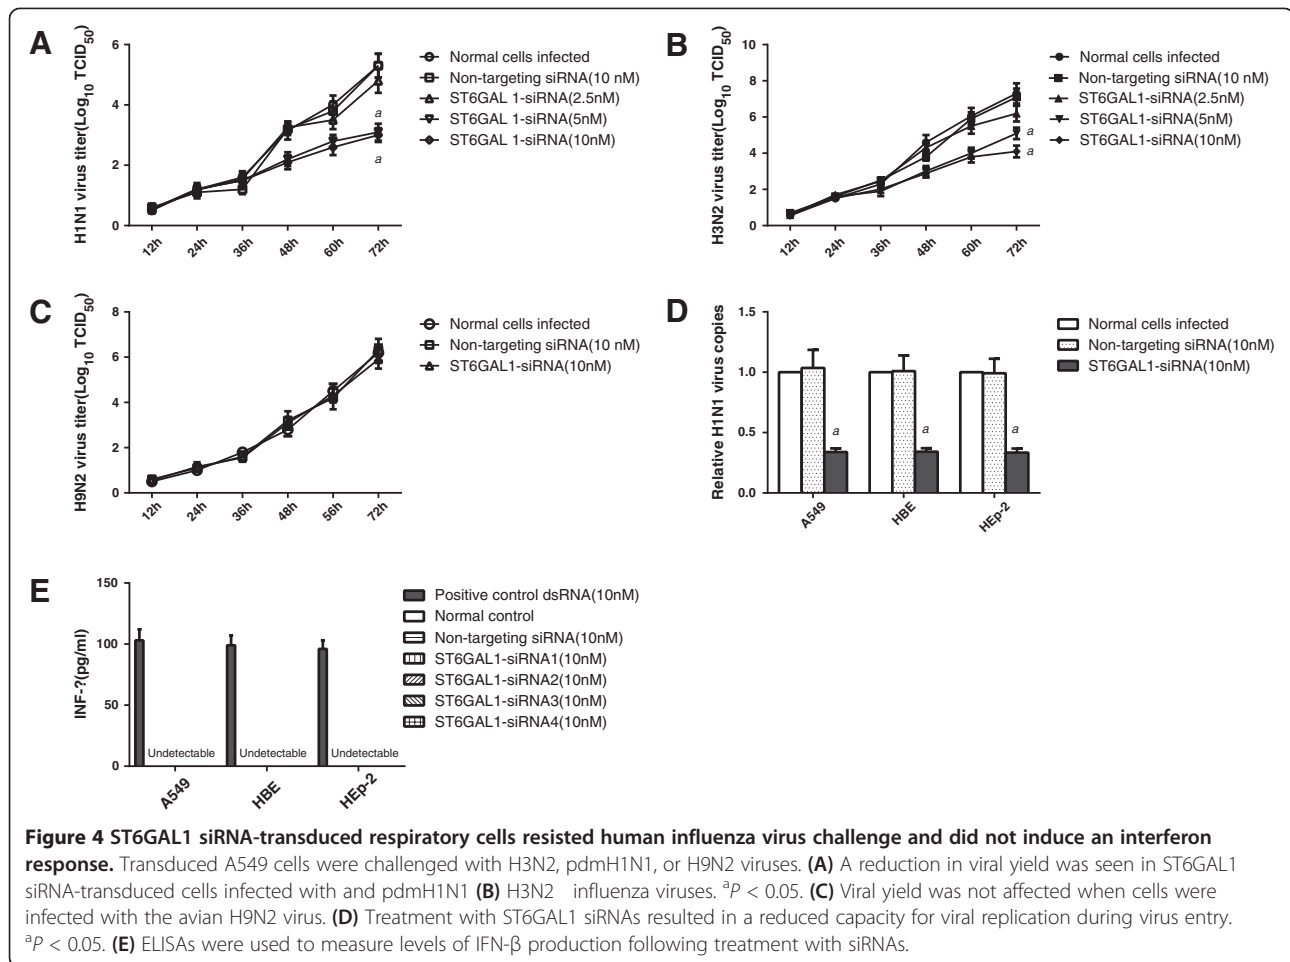 A
H1N1 virus titer(Log10 TCID50)
6
4
2
0
12h
24h
36h
48h
60h
72h
a
a
Normal cells infected
Non-targeting siRNA(10 nM)
ST6GAL 1-siRNA(2.5nM)
ST6GAL 1-siRNA(5nM)
ST6GAL 1-siRNA(10nM)
B
H3N2 virus titer(Log10 TCID50)
10
8
6
4
2
0
12h
24h
36h
48h
60h
72h
a
a
Normal cells infected
Non-targeting siRNA(10 nM)
ST6GAL1-siRNA(2.5nM)
ST6GAL1-siRNA(5nM)
ST6GAL1-siRNA(10nM)
C
H9N2 virus titer(Log10 TCID50)
8
6
4
2
0
12h
24h
36h
48h
56h
72h
Normal cells infected
Non-targeting siRNA(10 nM)
ST6GAL1-siRNA(10nM)
D
Relative H1N1 virus copies
1.5
1.0
0.5
0.0
a
a
a
A549
HBE
HEp-2
Normal cells infected
Non-targeting siRNA(10nM)
ST6GAL1-siRNA(10nM)
E
INF-?(pg/ml)
150
100
50
0
Undetectable
Undetectable
Undetectable
A549
HBE
HEp-2
Positive control dsRNA(10nM)
Normal control
Non-targeting siRNA(10nM)
ST6GAL1-siRNA1(10nM)
ST6GAL1-siRNA2(10nM)
ST6GAL1-siRNA3(10nM)
ST6GAL1-siRNA4(10nM)
Figure 4 ST6GAL1 siRNA-transduced respiratory cells resisted human influenza virus challenge and did not induce an interferon
response. Transduced A549 cells were challenged with H3N2, pdmH1N1, or H9N2 viruses. (A) A reduction in viral yield was seen in ST6GAL1
siRNA-transduced cells infected with and pdmH1N1 (B) H3N2 influenza viruses. aP < 0.05. (C) Viral yield was not affected when cells were
infected with the avian H9N2 virus. (D) Treatment with ST6GAL1 siRNAs resulted in a reduced capacity for viral replication during virus entry.
aP < 0.05. (E) ELISAs were used to measure levels of IFN-β production following treatment with siRNAs.